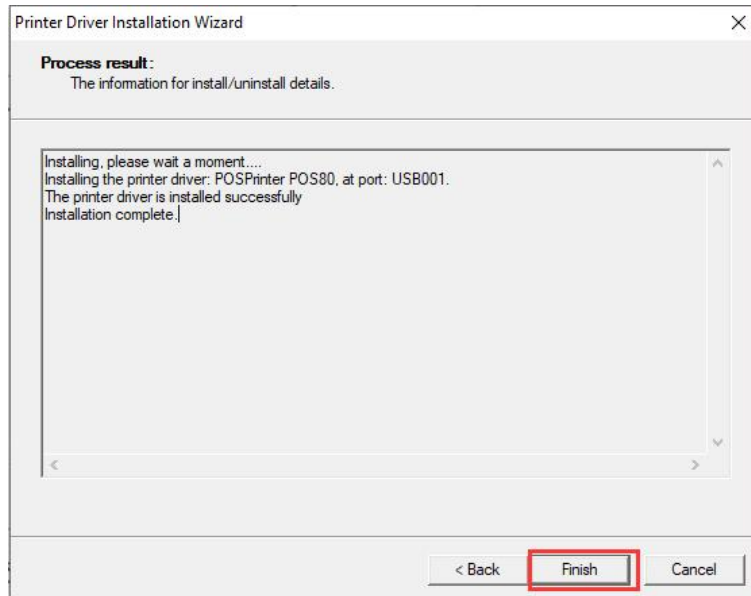 Printer Driver Installation Wizard
Process result:
The information for install/uninstall details.
Installing, please wait a moment....
Installing the printer driver: POSPrinter POS80, at port: USB001.
The printer driver is installed successfully
Installation complete.
< Back
Finish
Cancel